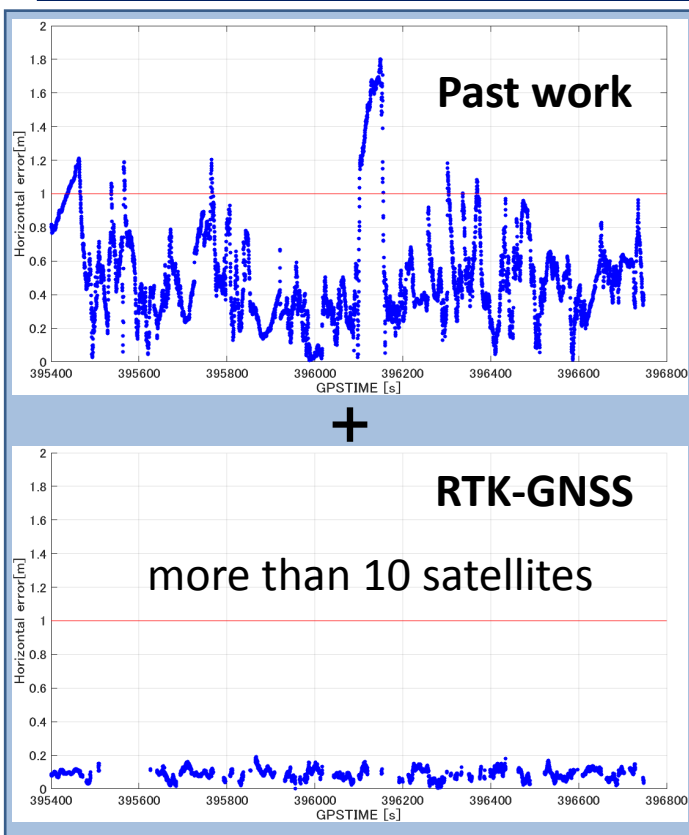 2
1.8
Past work
1.6
1.4
1.2
1
0.8
0.6
0.4
0.2
0
Horizontal error[m]
395400 395600 395800 396000 396200 396400 396600 396800
GPSTIME [s]
+
2
1.8
RTK-GNSS
1.6
1.4
more than 10 satellites
1.2
1
0.8
0.6
0.4
0.2
0
Horizontal error[m]
395400 395600 395800 396000 396200 396400 396600 396800
GPSTIME [s]